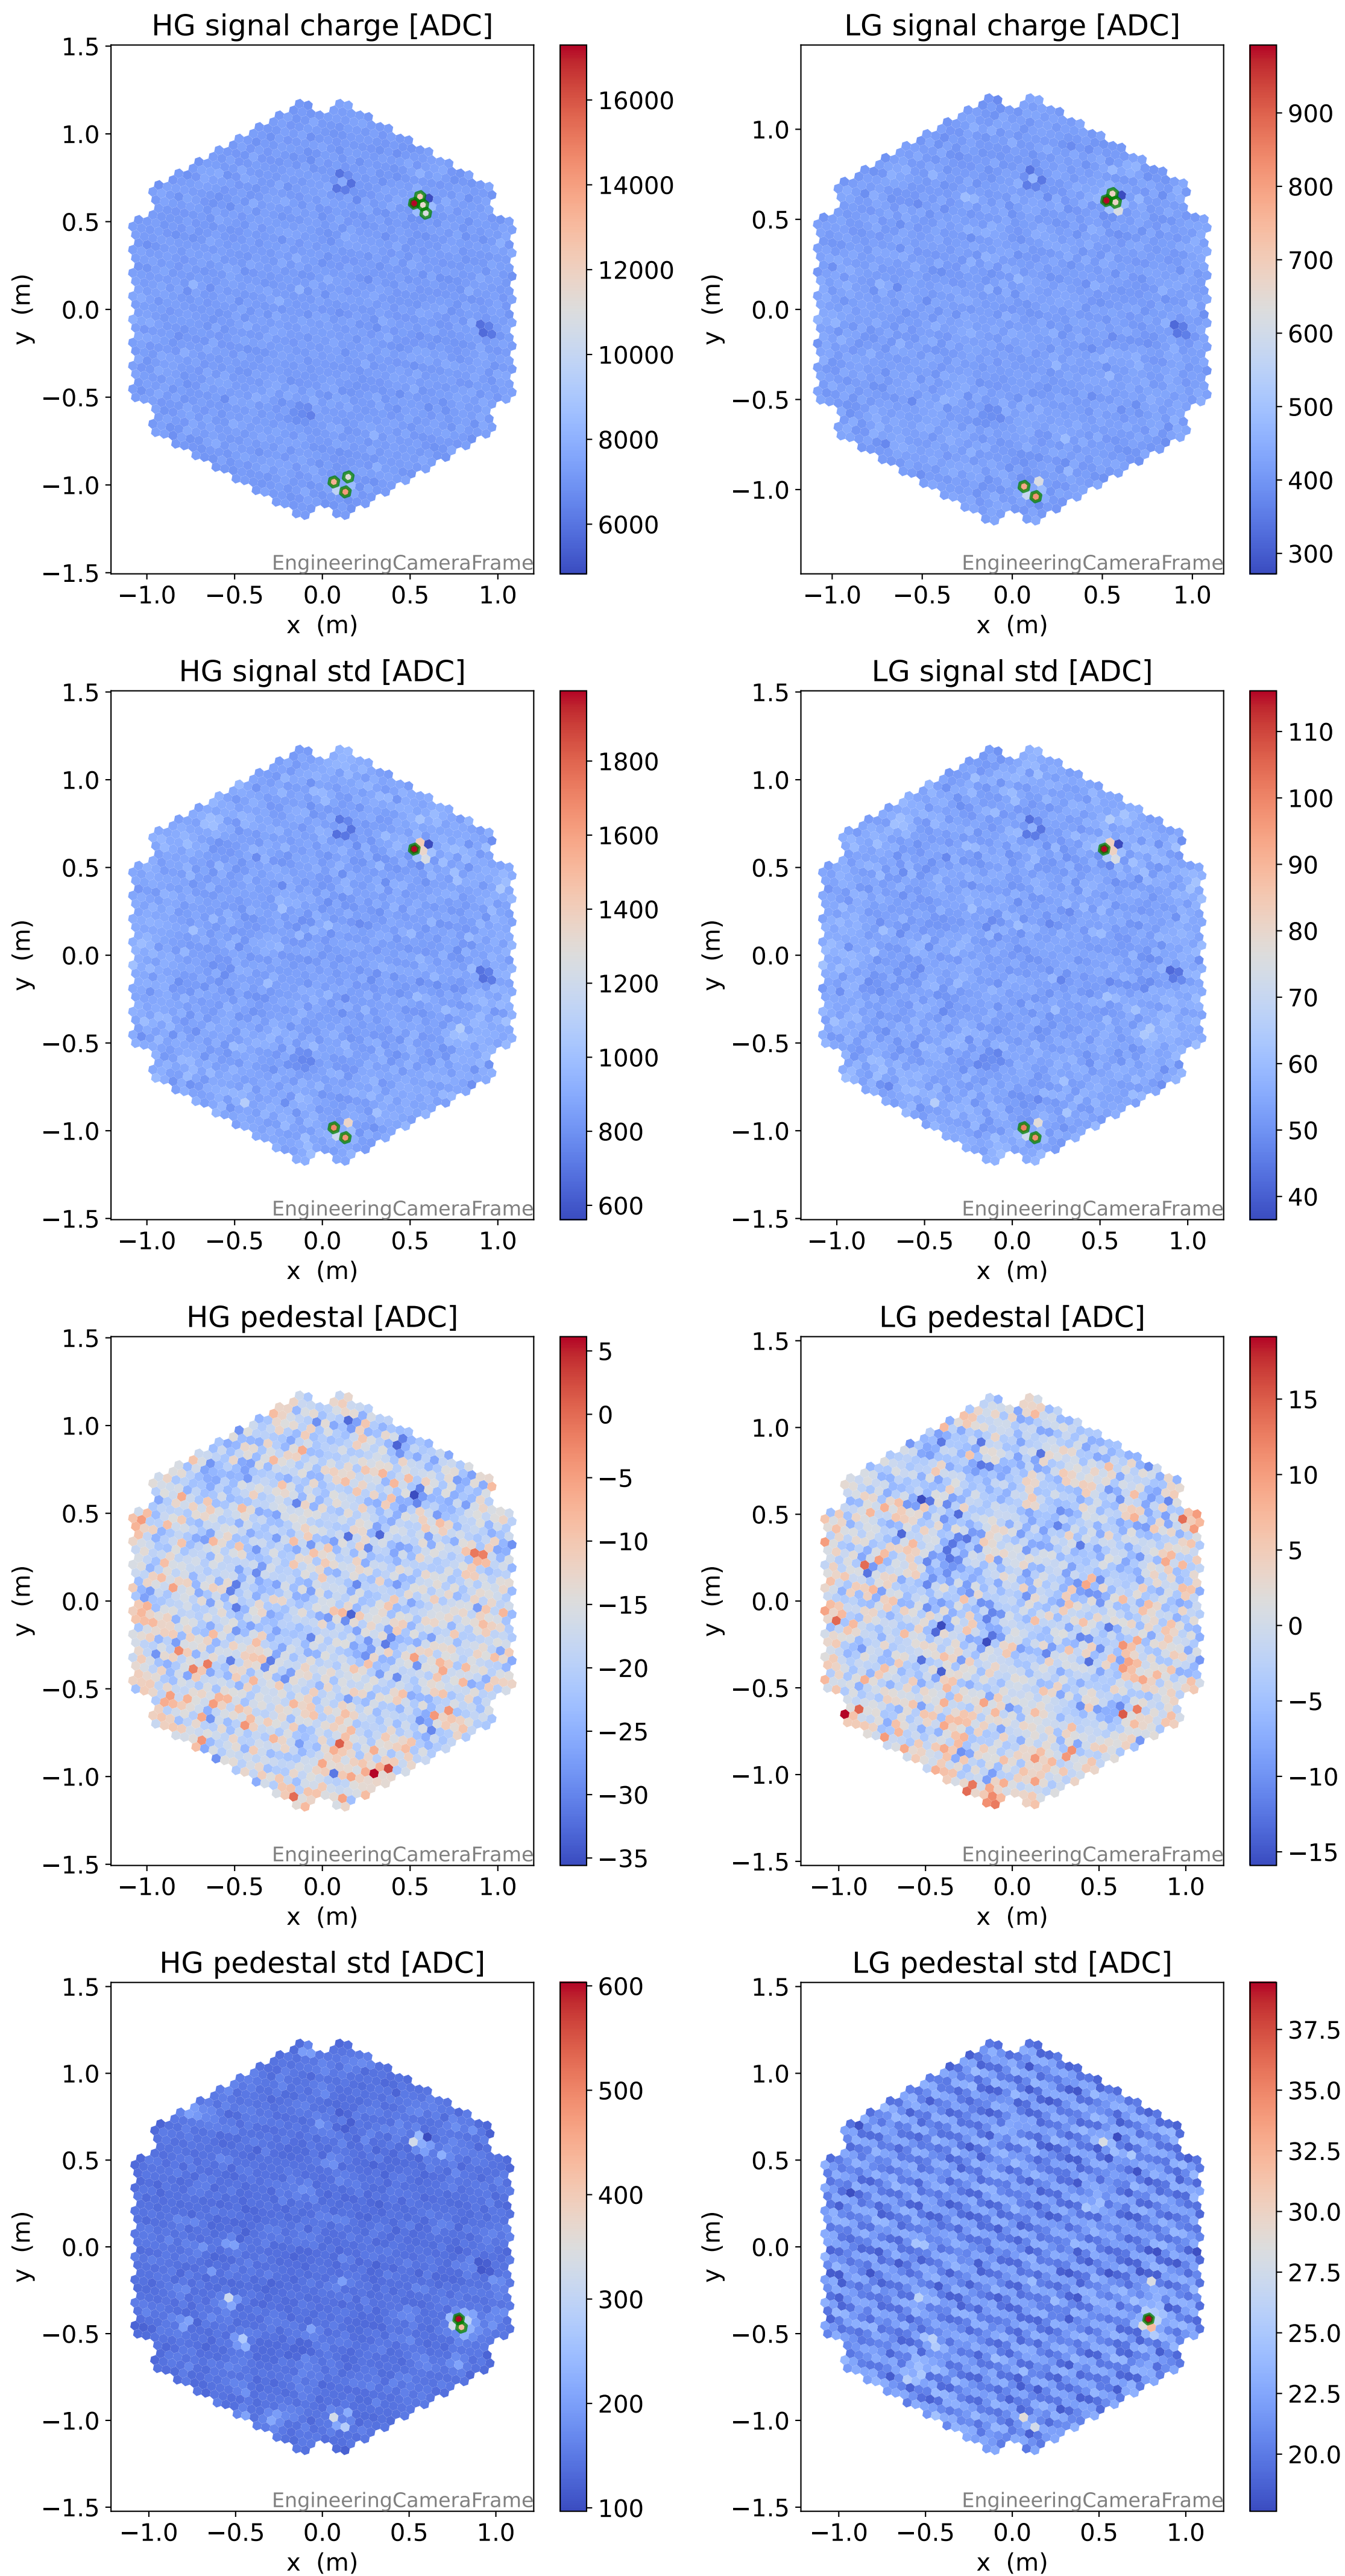 HG signal charge [ADC]
1.5
1.0
0.5
0.0
−0.5
−1.0
−1.5
y (m)
−1.0 −0.5 0.0 0.5 1.0
x (m)
EngineeringCameraFrame
16000
14000
12000
10000
8000
6000
LG signal charge [ADC]
1.0
0.5
0.0
−0.5
−1.0
y (m)
−1.0 −0.5 0.0 0.5 1.0
x (m)
EngineeringCameraFrame
900
800
700
600
500
400
300
HG signal std [ADC]
1.5
1.0
0.5
0.0
−0.5
−1.0
−1.5
y (m)
−1.0 −0.5 0.0 0.5 1.0
x (m)
EngineeringCameraFrame
1800
1600
1400
1200
1000
800
600
LG signal std [ADC]
1.5
1.0
0.5
0.0
−0.5
−1.0
−1.5
y (m)
−1.0 −0.5 0.0 0.5 1.0
x (m)
EngineeringCameraFrame
110
100
90
80
70
60
50
40
HG pedestal [ADC]
1.5
1.0
0.5
0.0
−0.5
−1.0
−1.5
y (m)
−1.0 −0.5 0.0 0.5 1.0
x (m)
EngineeringCameraFrame
5
0
−5
−10
−15
−20
−25
−30
−35
LG pedestal [ADC]
1.5
1.0
0.5
0.0
−0.5
−1.0
−1.5
y (m)
−1.0 −0.5 0.0 0.5 1.0
x (m)
EngineeringCameraFrame
15
10
5
0
−5
−10
−15
HG pedestal std [ADC]
1.5
1.0
0.5
0.0
−0.5
−1.0
−1.5
y (m)
−1.0 −0.5 0.0 0.5 1.0
x (m)
EngineeringCameraFrame
600
500
400
300
200
100
LG pedestal std [ADC]
1.5
1.0
0.5
0.0
−0.5
−1.0
−1.5
y (m)
−1.0 −0.5 0.0 0.5 1.0
x (m)
EngineeringCameraFrame
37.5
35.0
32.5
30.0
27.5
25.0
22.5
20.0